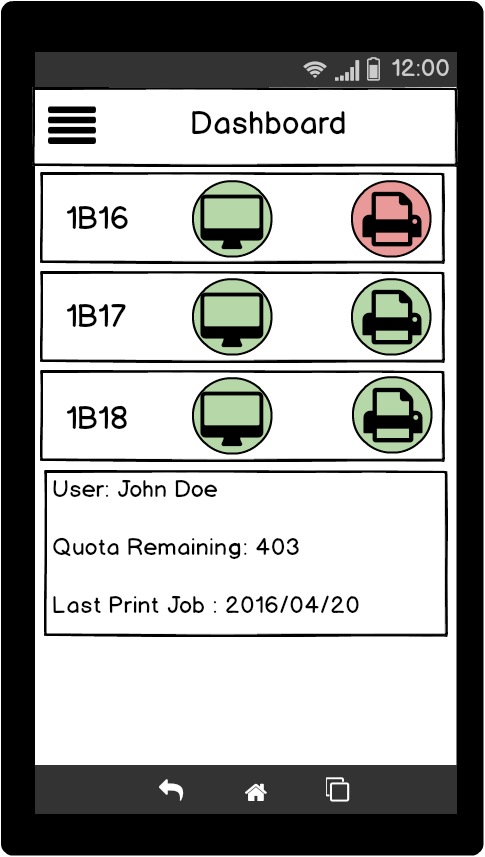 12:00
Dashboard
1B16
1B17
1B18
User: John Doe
Quota Remaining: 403
Last Print Job : 2016/04/20